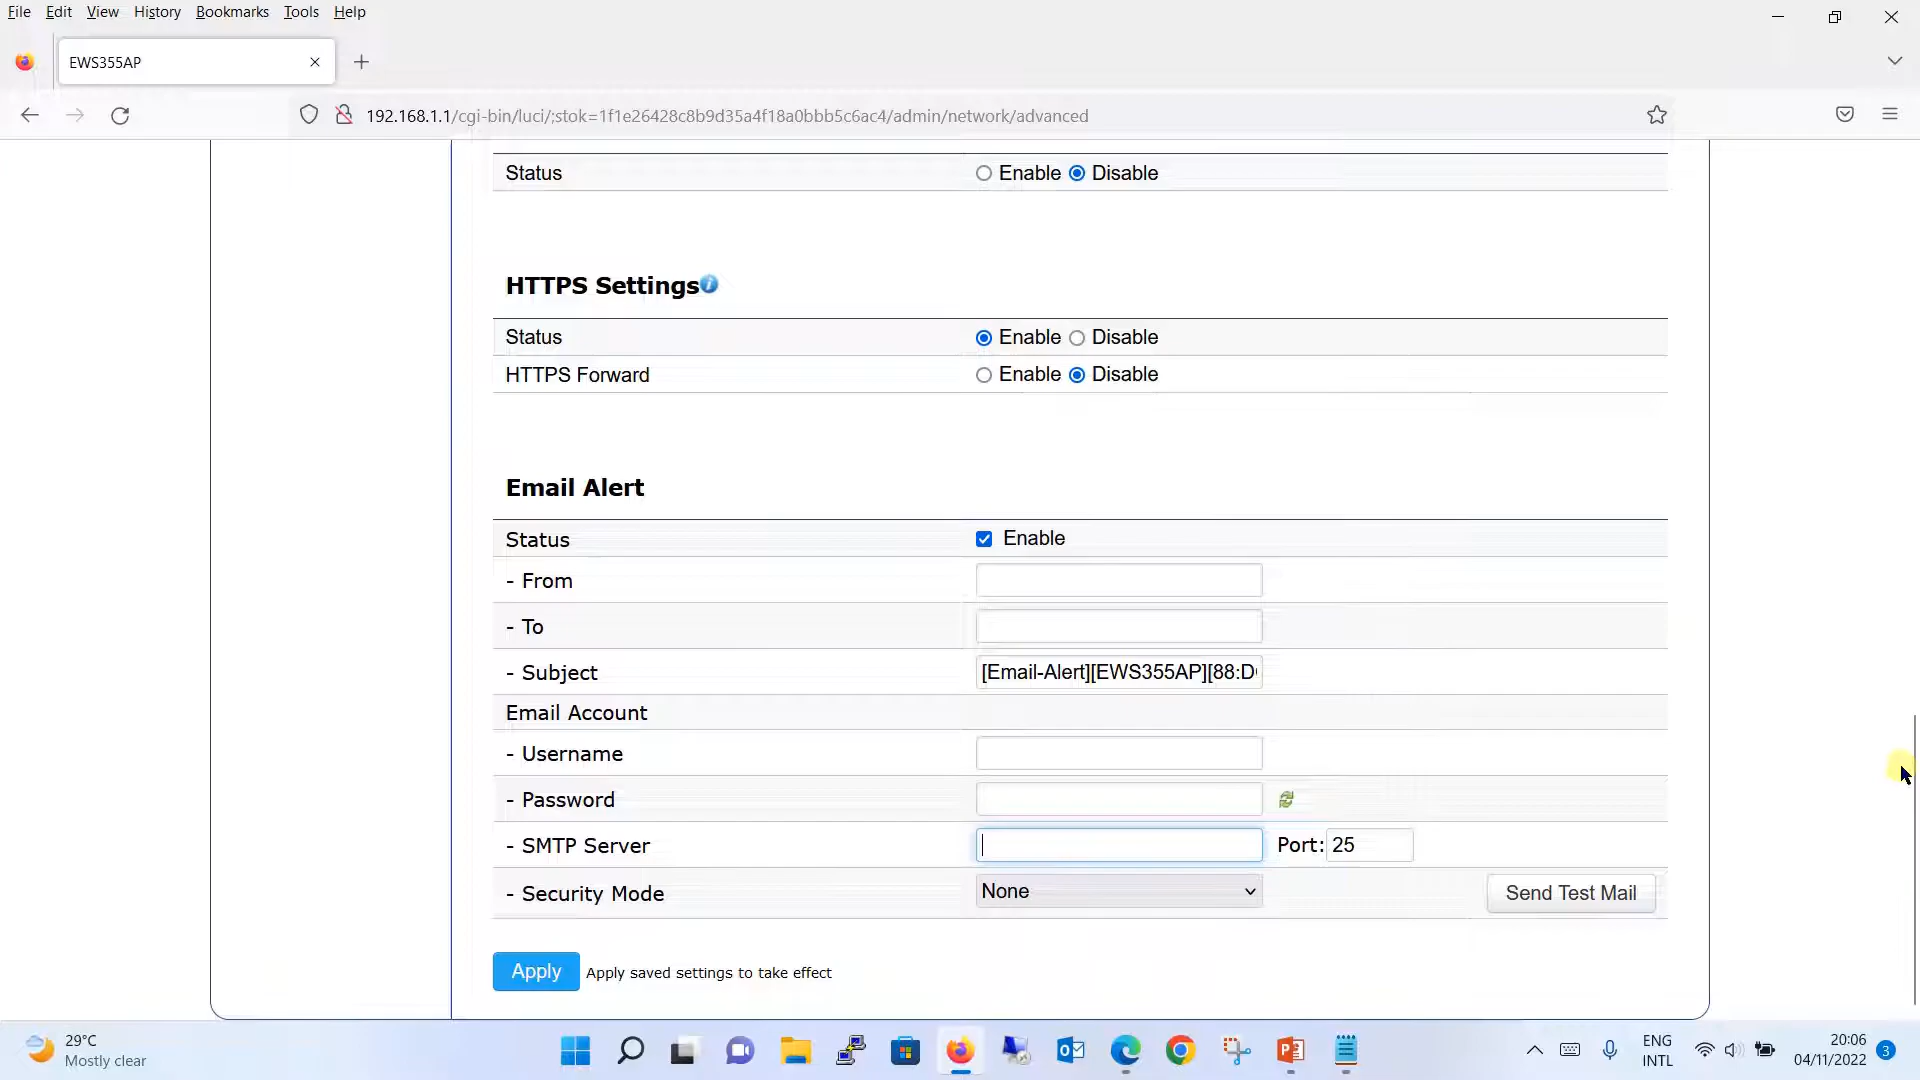 File Edit View History Bookmarks Tools Help
EWS355AP
192.168.1.1/cgi-bin/luci/;stok=1f1e26428c8b9d35a4f18a0bbb5c6ac4/admin/network/advanced
Status Enable Disable
HTTPS Settings
Status Enable Disable
HTTPS Forward Enable Disable
Email Alert
Status Enable
- From
- To
- Subject [Email-Alert][EWS355AP][88:D
Email Account
- Username
- Password
- SMTP Server Port: 25
- Security Mode None Send Test Mail
Apply Apply saved settings to take effect
29°C
Mostly clear
ENG
INTL
20:06
04/11/2022
3